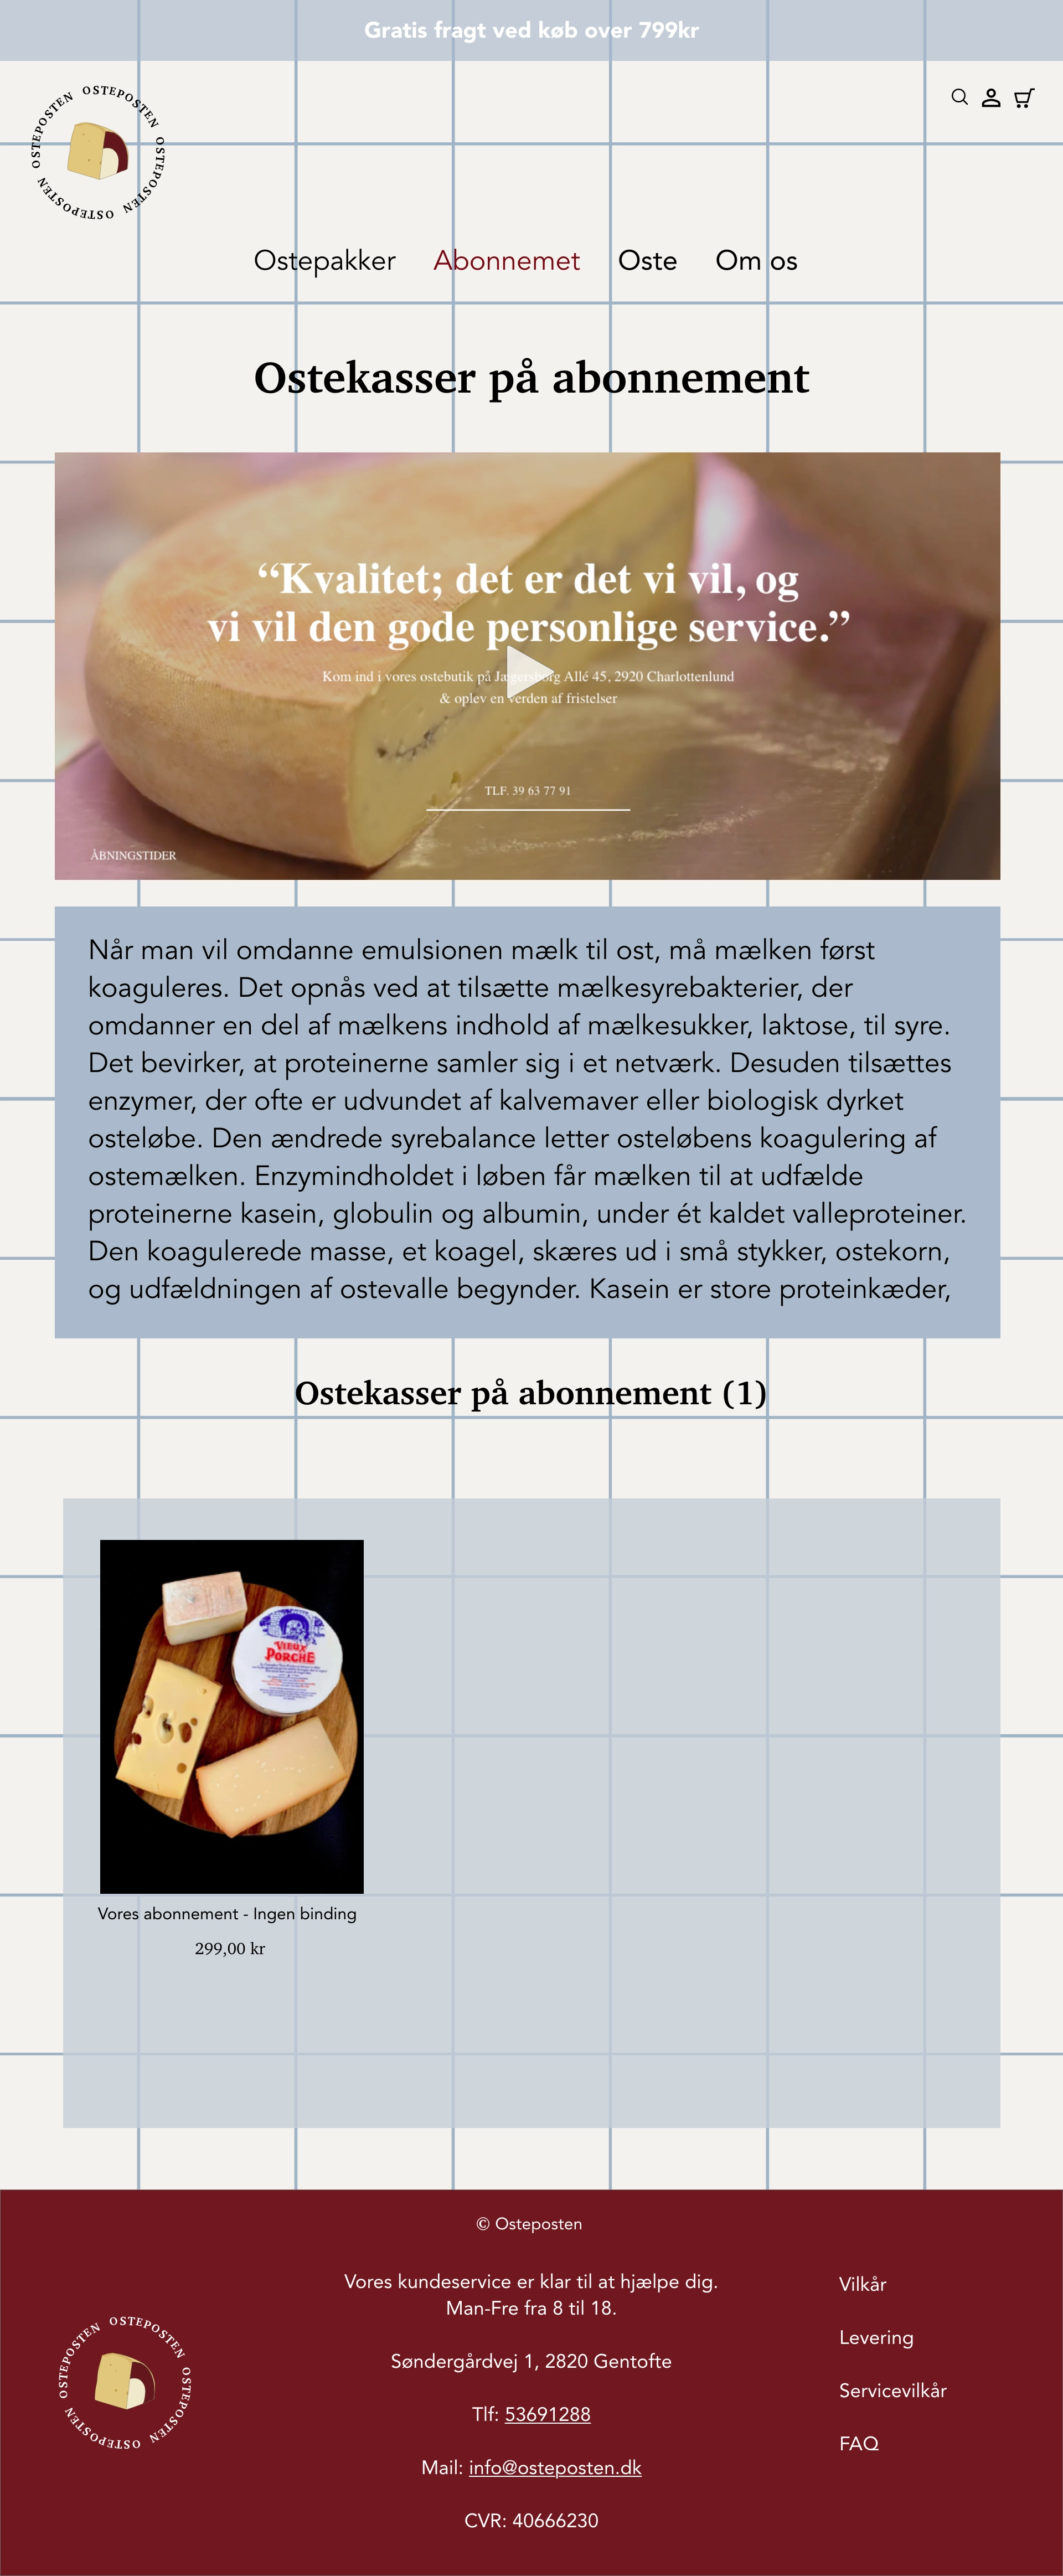 Gratis fragt ved køb over 799kr
OSTEPOSTEN OSTEPOSTEN OSTEPOSTEN OSTEPOSTEN OSTEPOSTEN
Ostepakker Abonnemet Oste Om os
Ostekasser på abonnement
“Kvalitet; det er det vi vil, og
vi vil den gode personlige service.”
Kom ind i vores ostebutik på Jægersborg Allé 45, 2920 Charlottenlund
& oplev en verden af fristelser
TLF. 39 63 77 91
ÅBNINGSTIDER
Når man vil omdanne emulsionen mælk til ost, må mælken først
koaguleres. Det opnås ved at tilsætte mælkesyrebakterier, der
omdanner en del af mælkens indhold af mælkesukker, laktose, til syre.
Det bevirker, at proteinerne samler sig i et netværk. Desuden tilsættes
enzymer, der ofte er udvundet af kalvemaver eller biologisk dyrket
osteløbe. Den ændrede syrebalance letter osteløbens koagulering af
ostemælken. Enzymindholdet i løben får mælken til at udfælde
proteinerne kasein, globulin og albumin, under ét kaldet valleproteiner.
Den koagulerede masse, et koagel, skæres ud i små stykker, ostekorn,
og udfældningen af ostevalle begynder. Kasein er store proteinkæder,
Ostekasser på abonnement (1)
VIEUX
PORCHE
Vores abonnement - Ingen binding
299,00 kr
© Osteposten
Vores kundeservice er klar til at hjælpe dig.
Man-Fre fra 8 til 18.
Søndergårdvej 1, 2820 Gentofte
Tlf: 53691288
Mail: info@osteposten.dk
CVR: 40666230
OSTEPOSTEN OSTEPOSTEN OSTEPOSTEN OSTEPOSTEN OSTEPOSTEN
Vilkår
Levering
Servicevilkår
FAQ